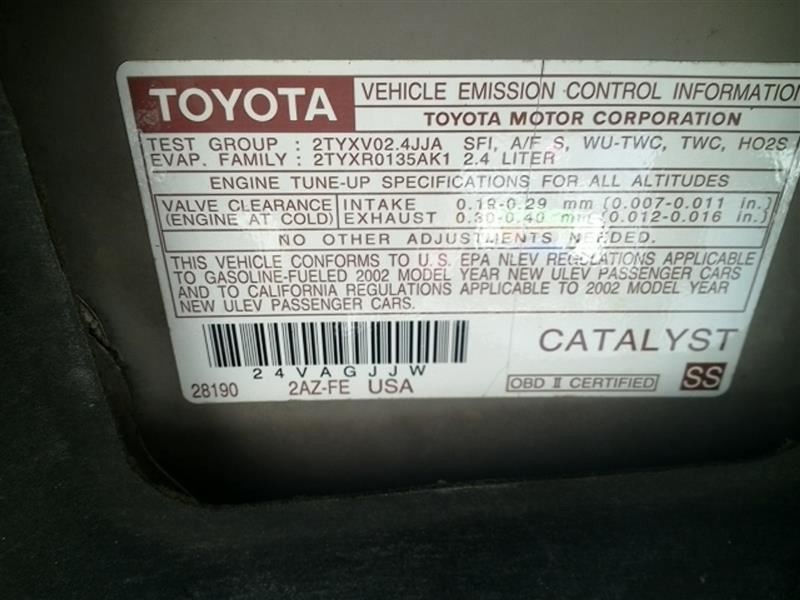 TOYOTA
VEHICLE EMISSION CONTROL INFORMATION
TOYOTA MOTOR CORPORATION
TEST GROUP : 2TYXV02.4JJA SFI, A/F S, WU-TWC, TWC, HO2S
EVAP. FAMILY: 2TYXR0135AK1 2.4 LITER
ENGINE TUNE-UP SPECIFICATIONS FOR ALL ALTITUDES
VALVE CLEARANCE INTAKE 0.19-0.29 mm (0.007-0.011 in.)
(ENGINE AT COLD) EXHAUST 0.30-0.40 mm (0.012-0.016 in.)
NO OTHER ADJUSTMENTS NEEDED.
THIS VEHICLE CONFORMS TO U.S. EPA NLEV REGULATIONS APPLICABLE
TO GASOLINE-FUELED 2002 MODEL YEAR NEW ULEV PASSENGER CARS
AND TO CALIFORNIA REGULATIONS APPLICABLE TO 2002 MODEL YEAR
NEW ULEV PASSENGER CARS.
CATALYST
24VAGJJW
28190 2AZ-FE USA
OBD II CERTIFIED SS